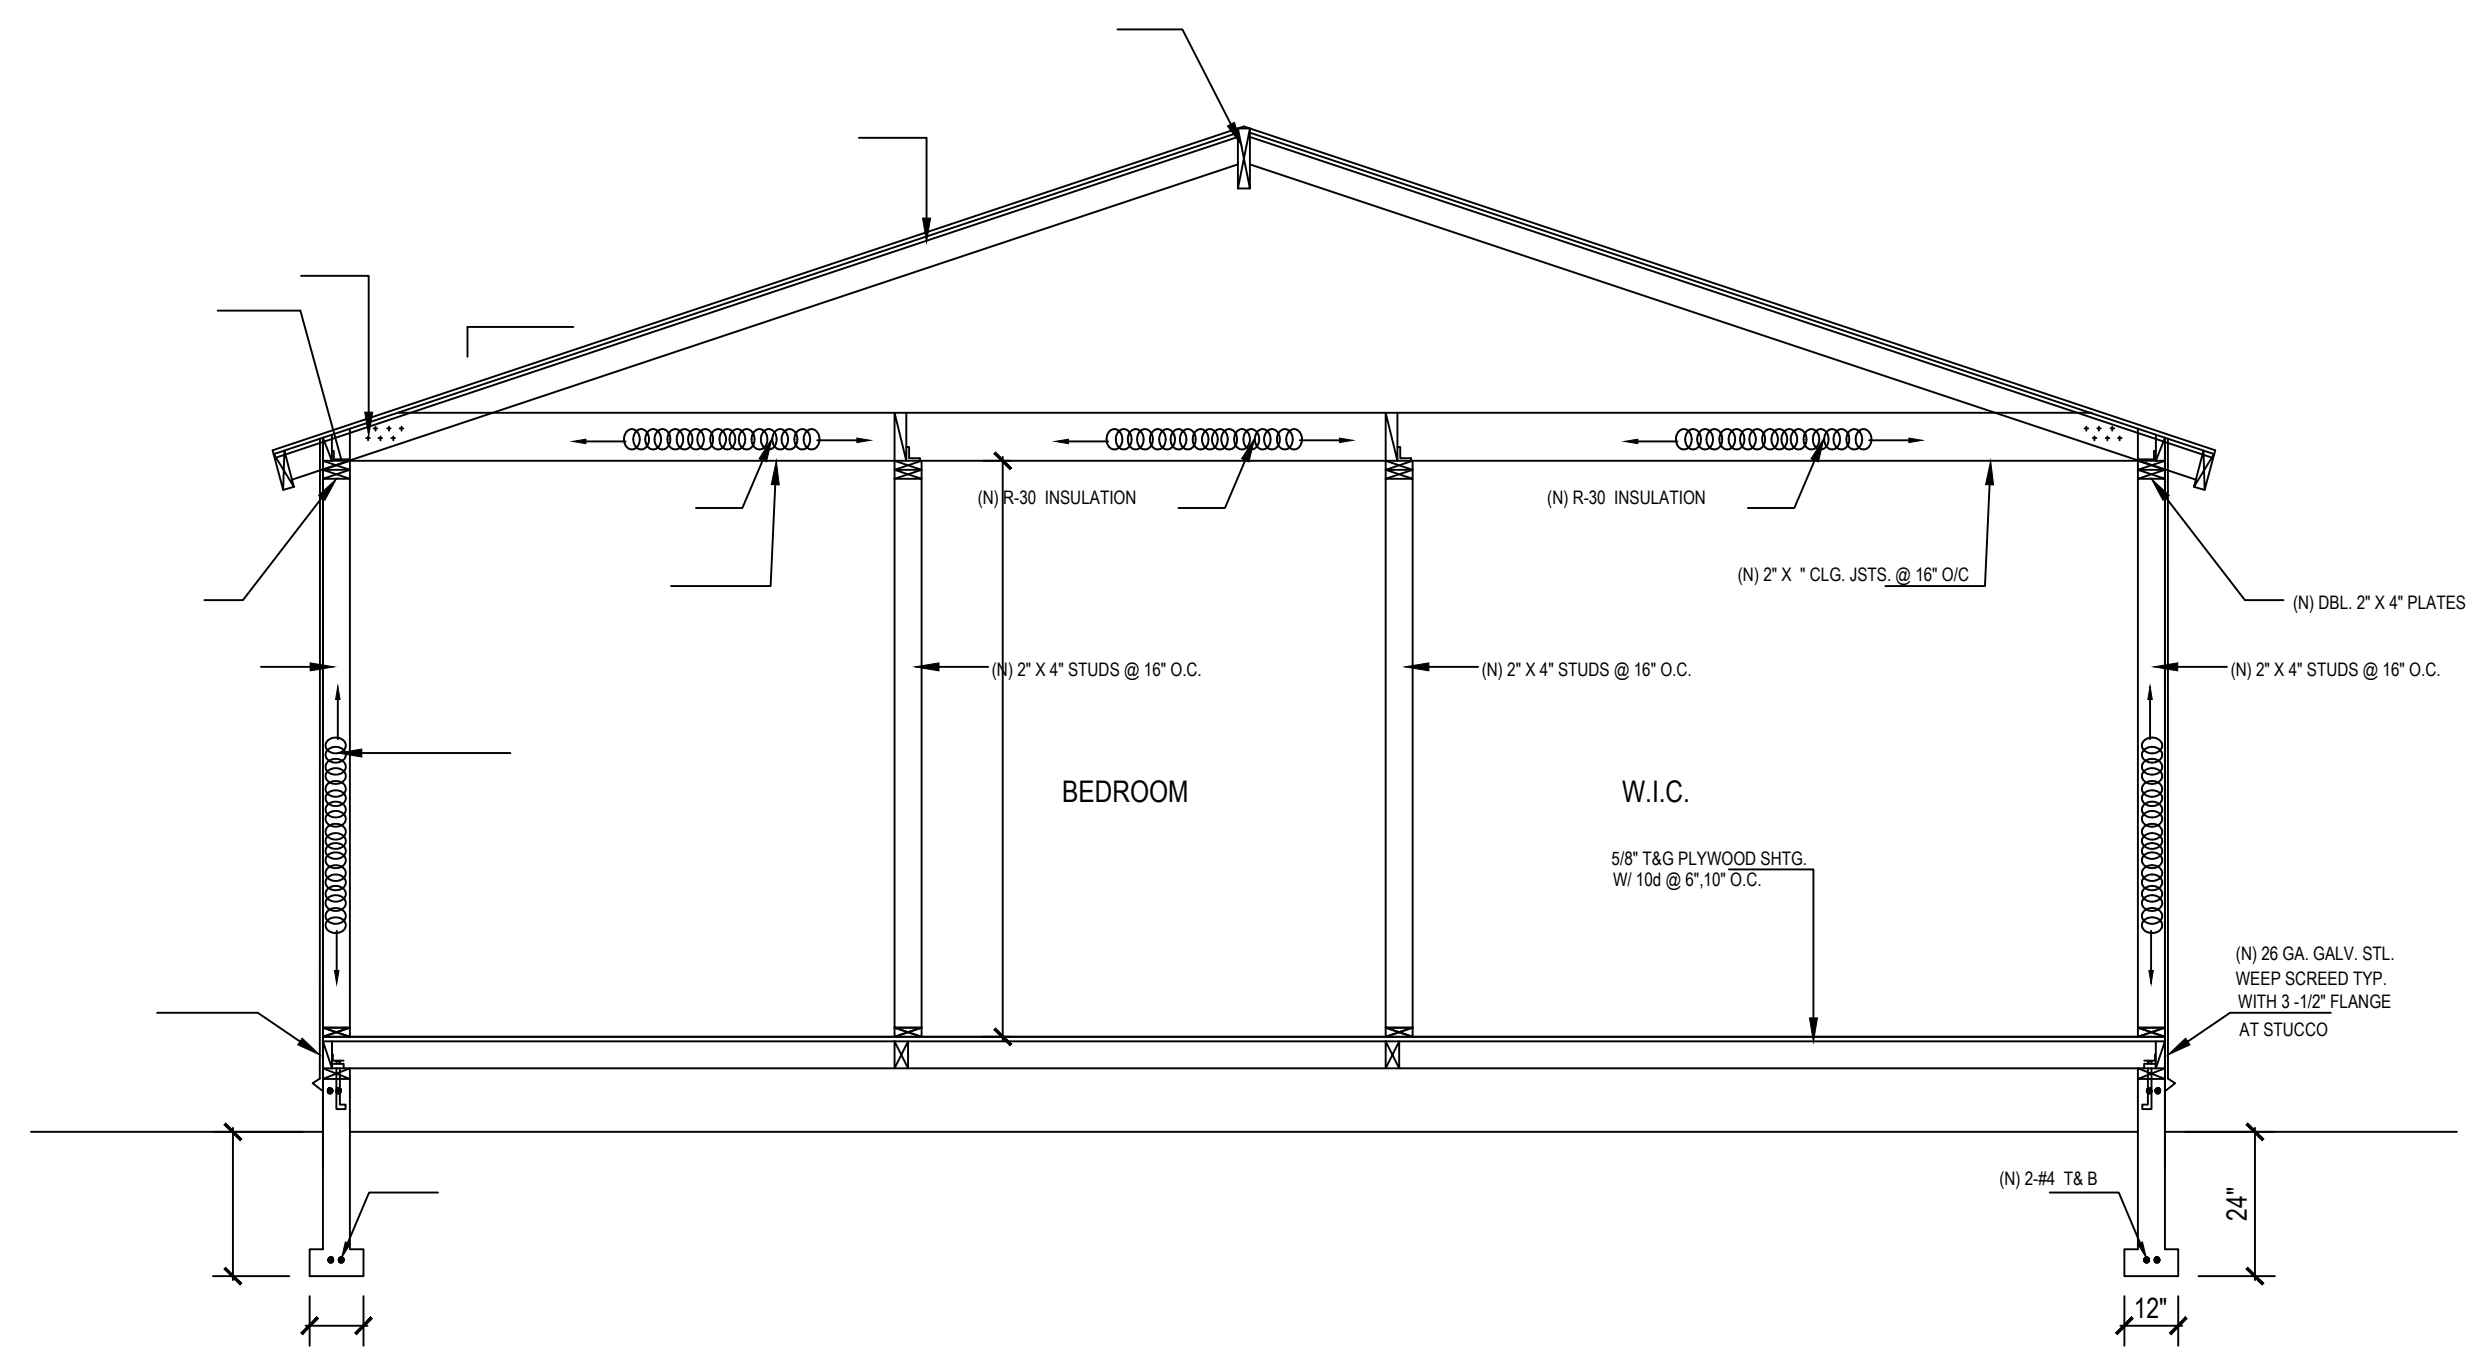 (N) R-30 INSULATION
(N) R-30 INSULATION
(N) 2" X " CLG. JSTS. @ 16" O/C
(N) DBL. 2" X 4" PLATES
(N) 2" X 4" STUDS @ 16" O.C.
(N) 2" X 4" STUDS @ 16" O.C.
(N) 2" X 4" STUDS @ 16" O.C.
BEDROOM
W.I.C.
5/8" T&G PLYWOOD SHTG.
W/ 10d @ 6",10" O.C.
(N) 26 GA. GALV. STL.
WEEP SCREED TYP.
WITH 3 -1/2" FLANGE
AT STUCCO
(N) 2-#4 T& B
24"
12"